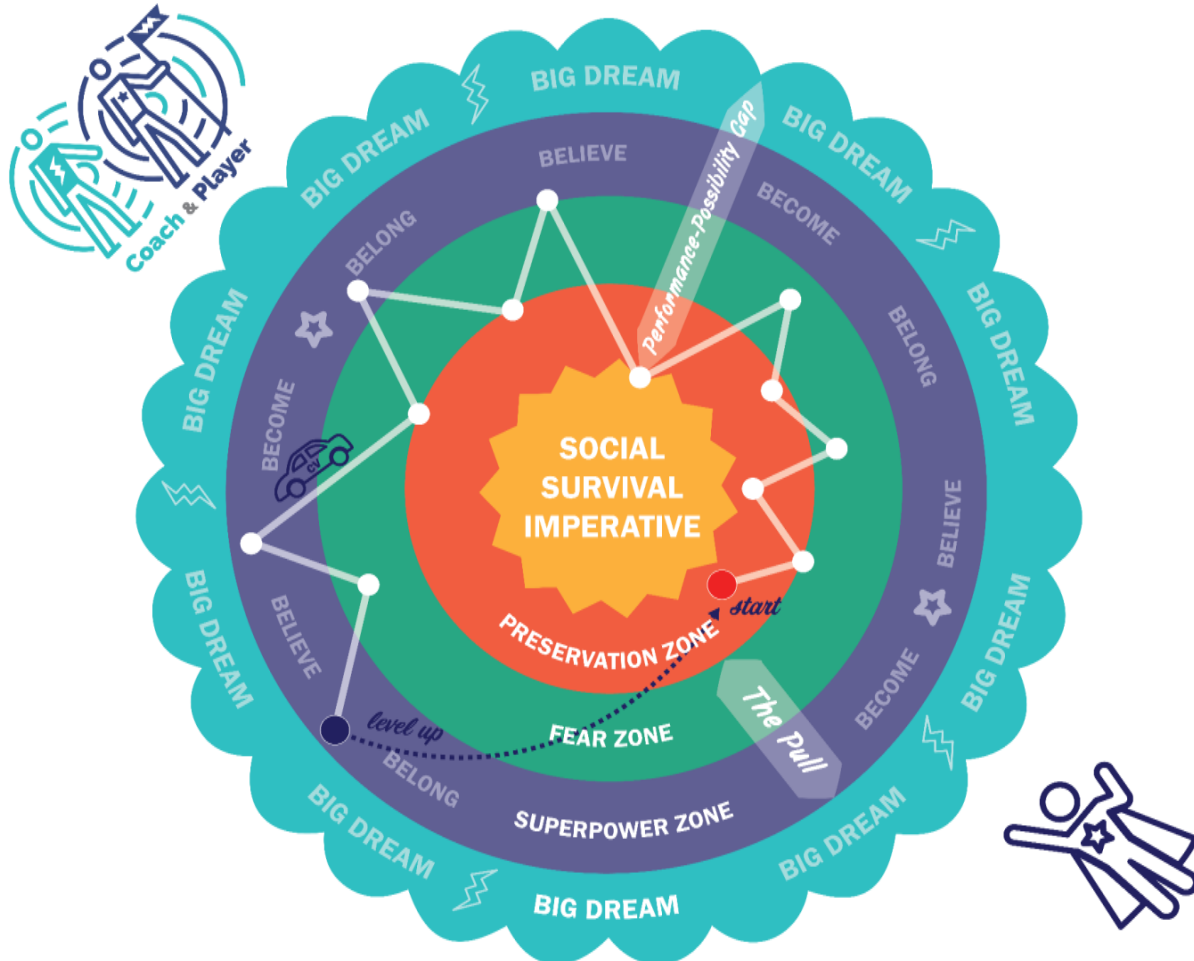 BIG DREAM
BIG DREAM
BIG DREAM
BIG DREAM
BIG DREAM
BIG DREAM
BIG DREAM
BIG DREAM
BIG DREAM
BIG DREAM
BIG DREAM
Coach & Player
BELIEVE
BECOME
BELONG
BELIEVE
BECOME
BELONG
BELIEVE
BECOME
BELONG
Performance-Possibility Gap
CV
SOCIAL
SURVIVAL
IMPERATIVE
start
PRESERVATION ZONE
level up
FEAR ZONE
The Pull
SUPERPOWER ZONE